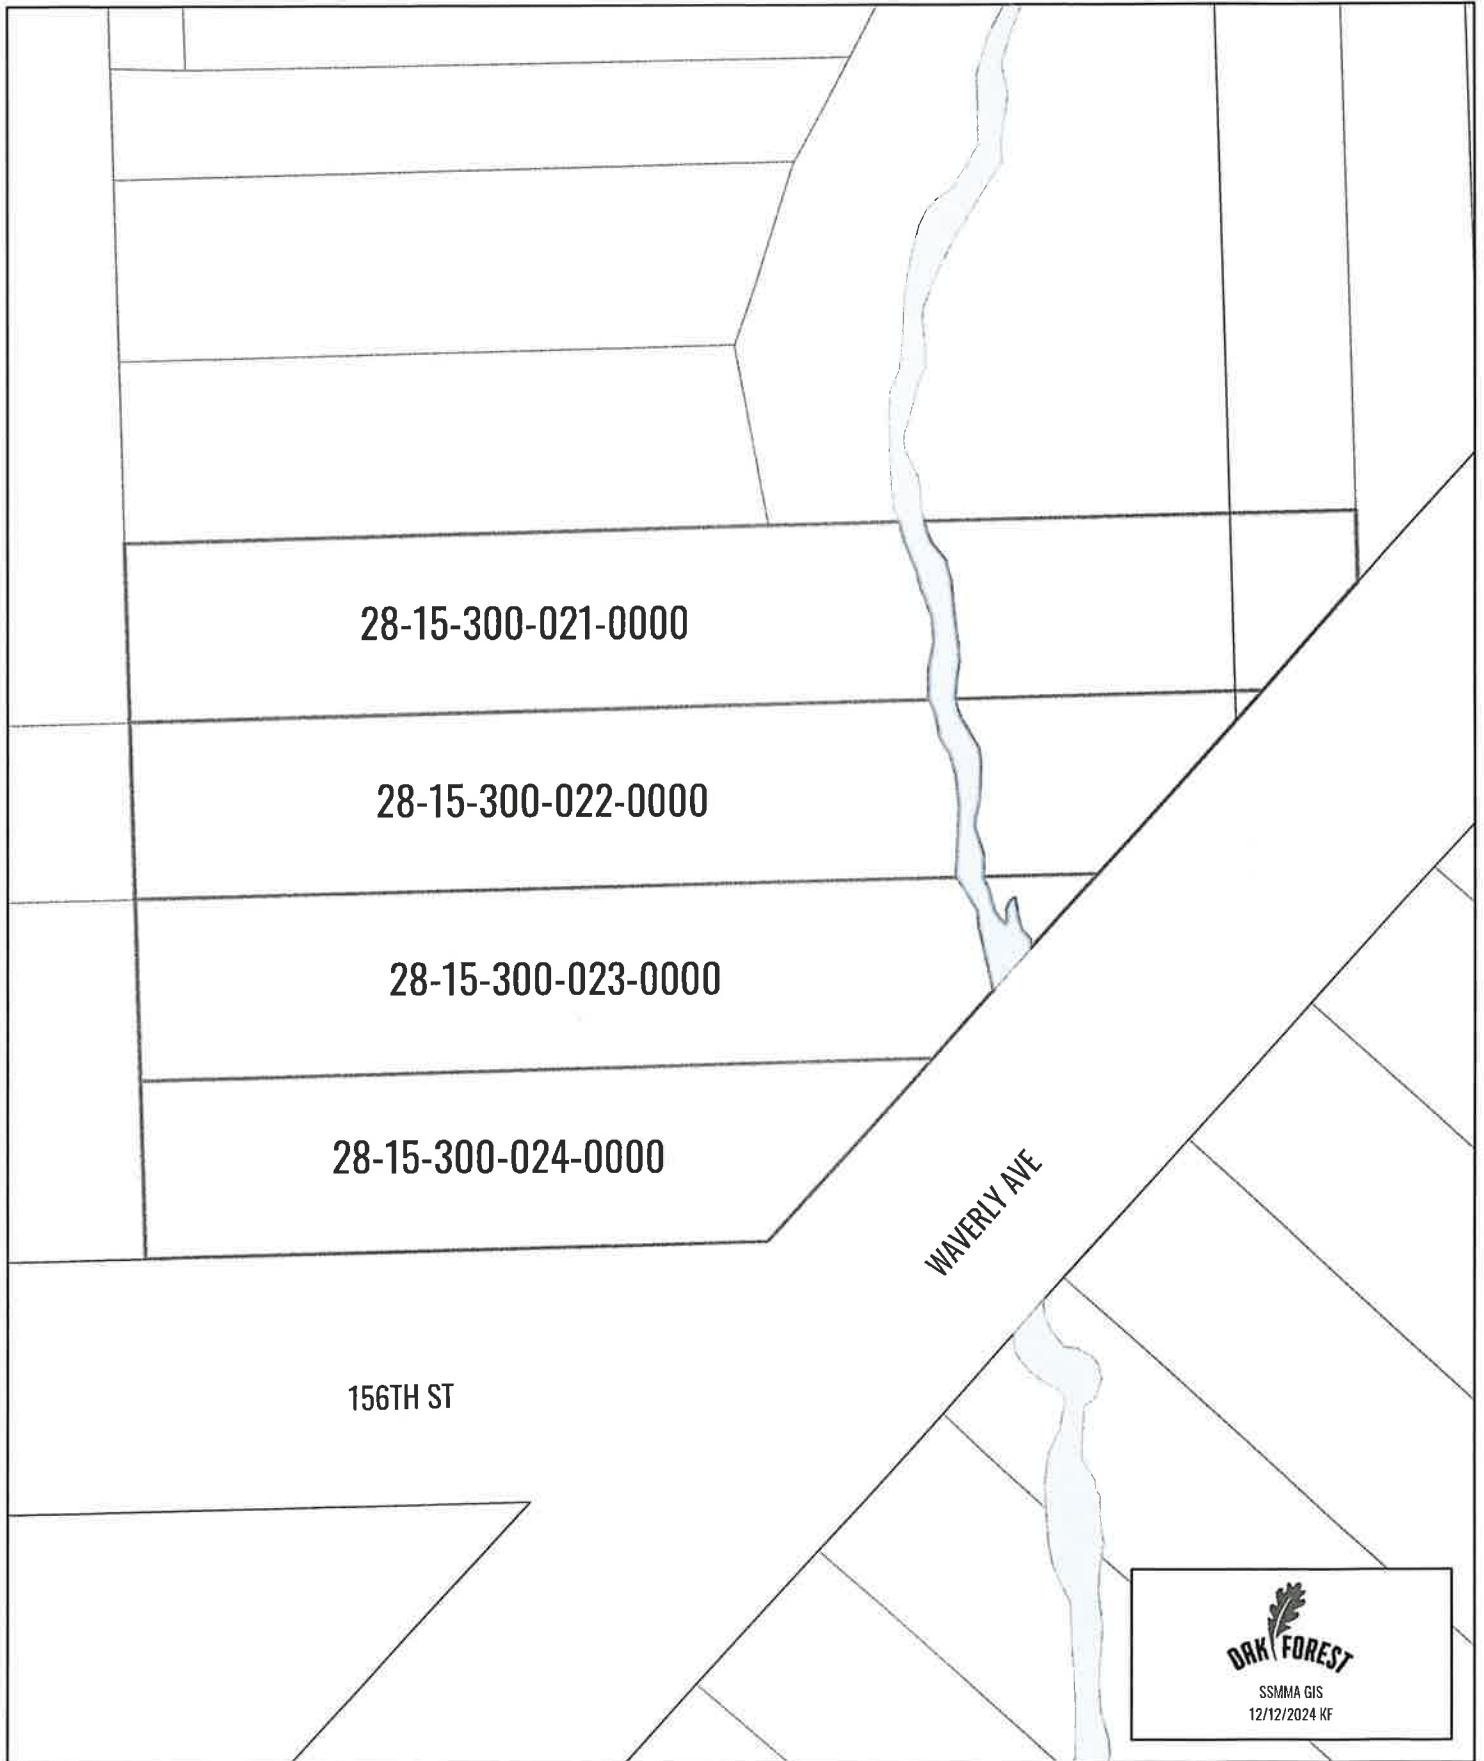 28-15-300-021-0000
28-15-300-022-0000
28-15-300-023-0000
28-15-300-024-0000
WAVERLY AVE
156TH ST
OAK FOREST
SSMMA GIS
12/12/2024 KF